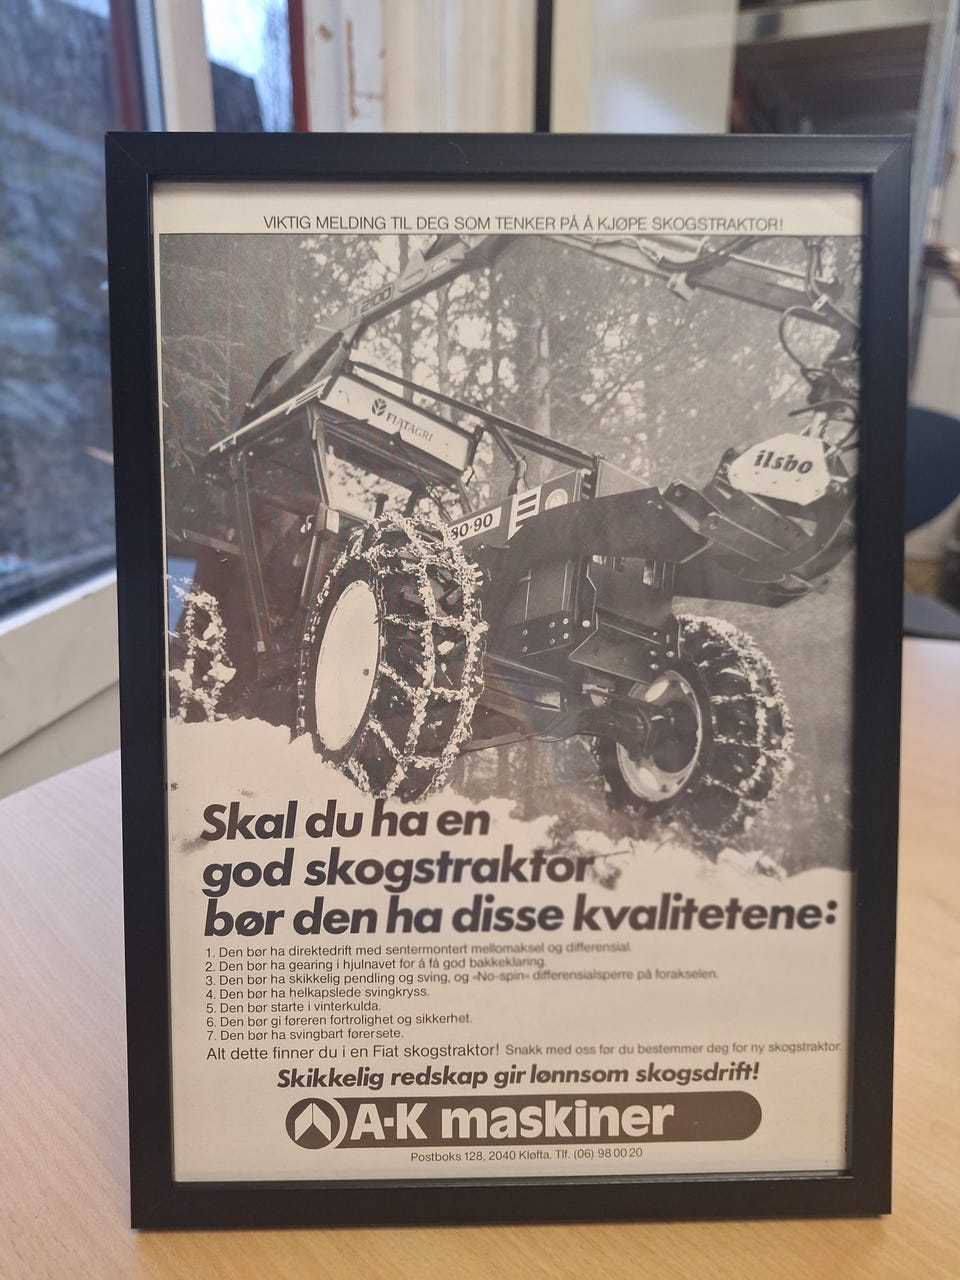 VIKTIG MELDING TIL DEG SOM TENKER PÅ Å KJØPE SKOGSTRAKTOR!
2100
FIATAGRI
ilsbo
80-90
Skal du ha en
god skogstraktor
bør den ha disse kvalitetene:
1. Den bør ha direktedrift med sentermontert mellomaksel og differensial.
2. Den bør ha gearing i hjulnavet for å få god bakkeklaring.
3. Den bør ha skikkelig pendling og sving, og «No-spin» differensialsperre på forakselen.
4. Den bør ha helkapslede svingkryss.
5. Den bør starte i vinterkulda.
6. Den bør gi føreren fortrolighet og sikkerhet.
7. Den bør ha svingbart førersete.
Alt dette finner du i en Fiat skogstraktor! Snakk med oss før du bestemmer deg for ny skogstraktor.
Skikkelig redskap gir lønnsom skogsdrift!
A-K maskiner
Postboks 128, 2040 Kløfta. Tlf. (06) 98 00 20